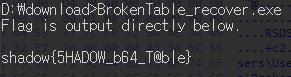 D:\download>BrokenTable_recover.exe
Flag is output directly below.
shadow{5HADOW_b64_T@ble}